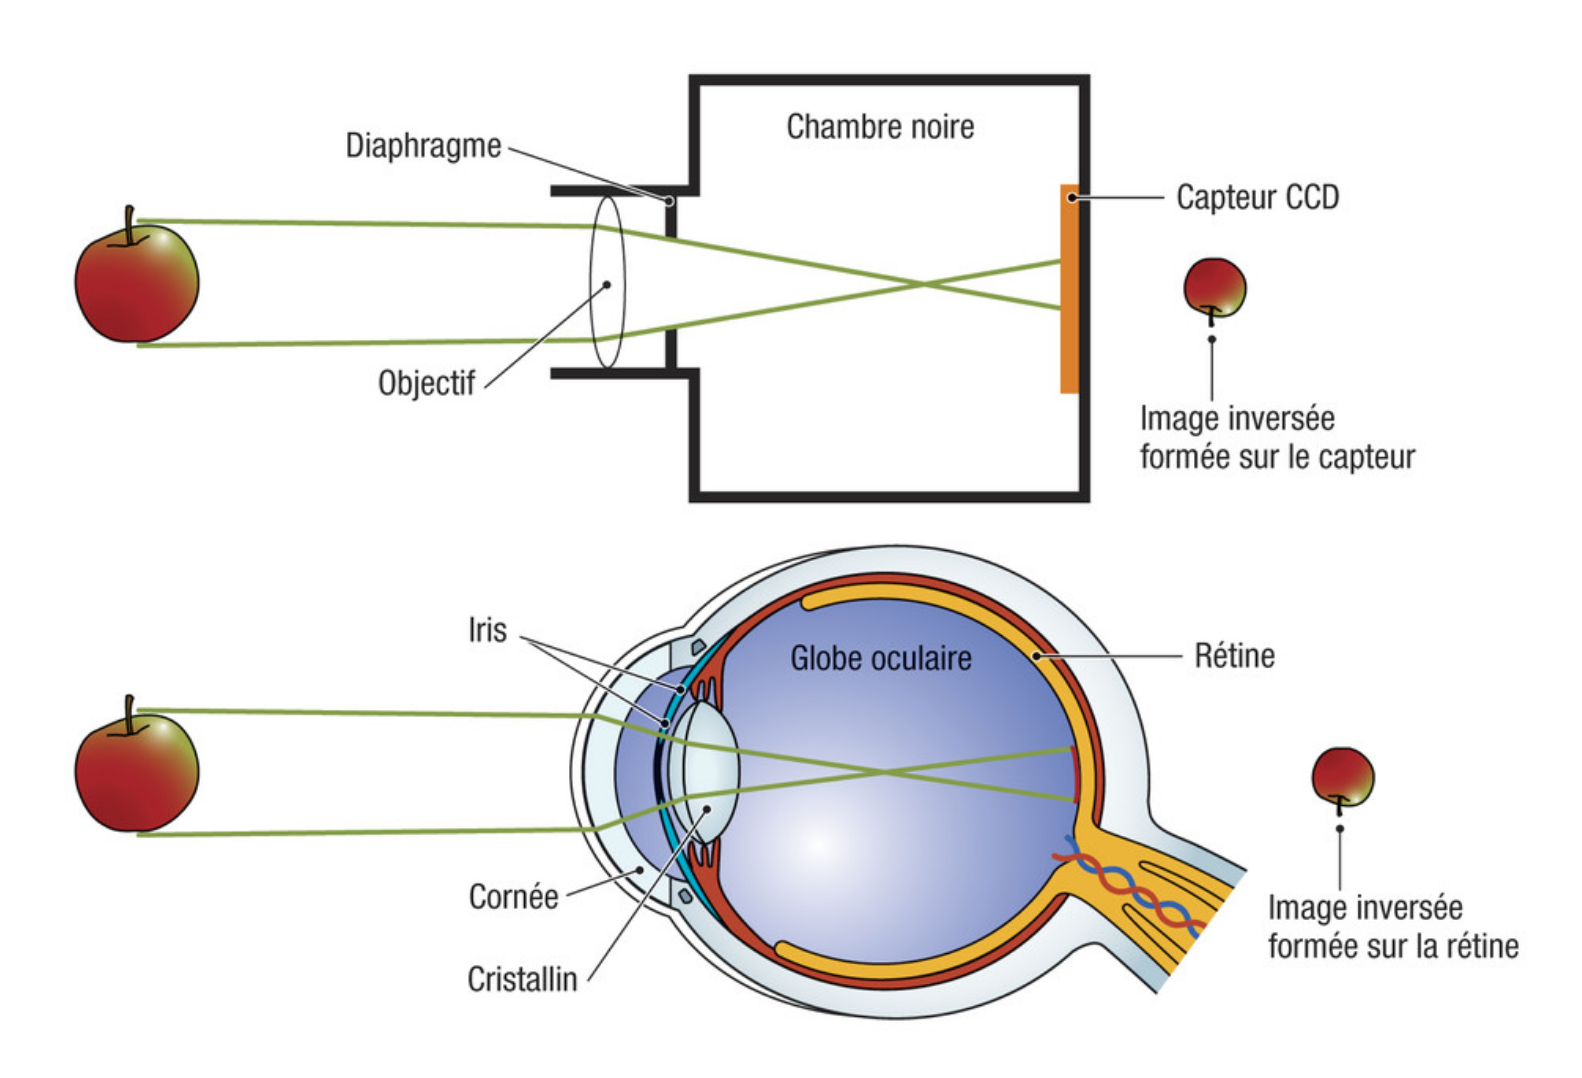 Chambre noire
Diaphragme
Capteur CCD
Objectif
Image inversée
formée sur le capteur
Iris
Globe oculaire
Rétine
Cornée
Image inversée
formée sur la rétine
Cristallin